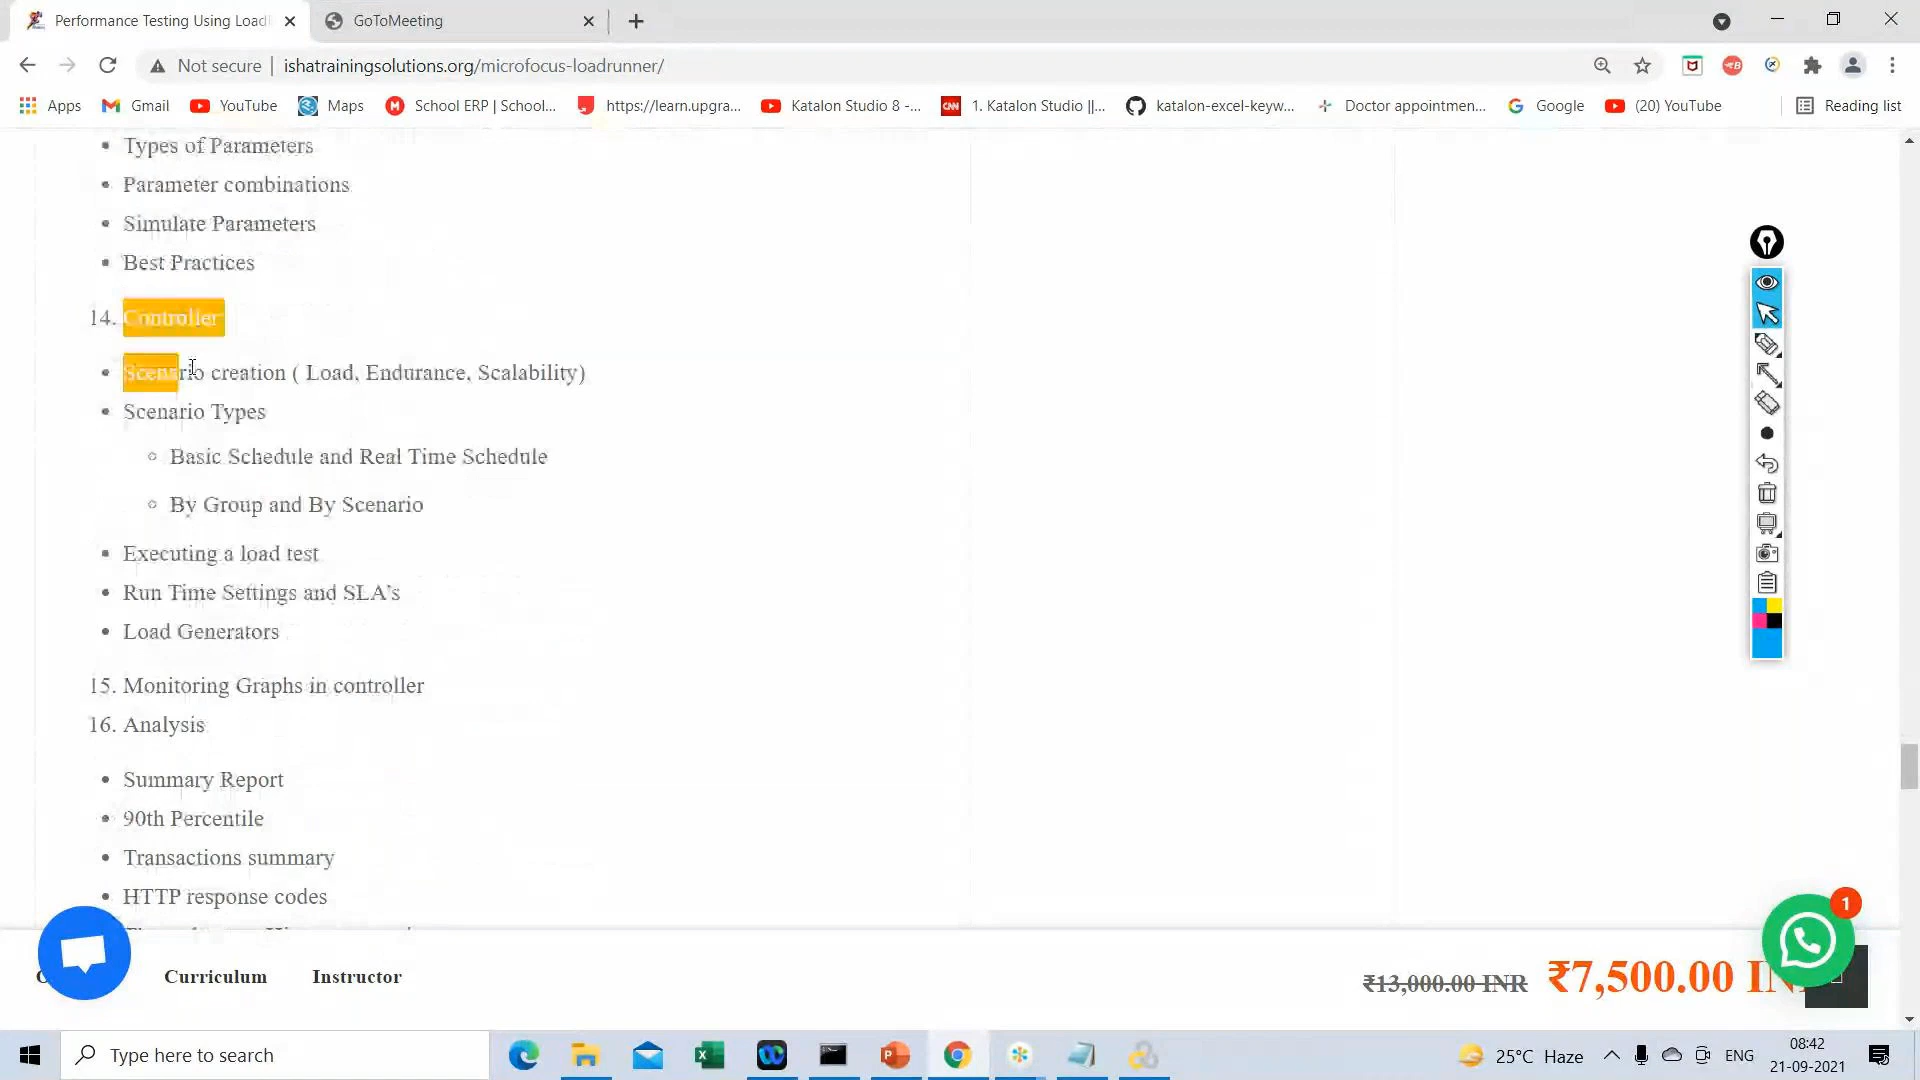 Performance Testing Using Load
GoToMeeting
Not secure
ishatrainingsolutions.org/microfocus-loadrunner/
Apps
Gmail
YouTube
Maps
School ERP | School...
https://learn.upgra...
Katalon Studio 8 -...
1. Katalon Studio ||...
katalon-excel-keyw...
Doctor appointmen...
Google
(20) YouTube
Reading list
Types of Parameters
Parameter combinations
Simulate Parameters
Best Practices
14. Controller
Scenario creation ( Load, Endurance, Scalability)
Scenario Types
Basic Schedule and Real Time Schedule
By Group and By Scenario
Executing a load test
Run Time Settings and SLA’s
Load Generators
15. Monitoring Graphs in controller
16. Analysis
Summary Report
90th Percentile
Transactions summary
HTTP response codes
1
Curriculum
Instructor
₹13,000.00 INR
₹7,500.00
Type here to search
25°C Haze
ENG
08:42
21-09-2021